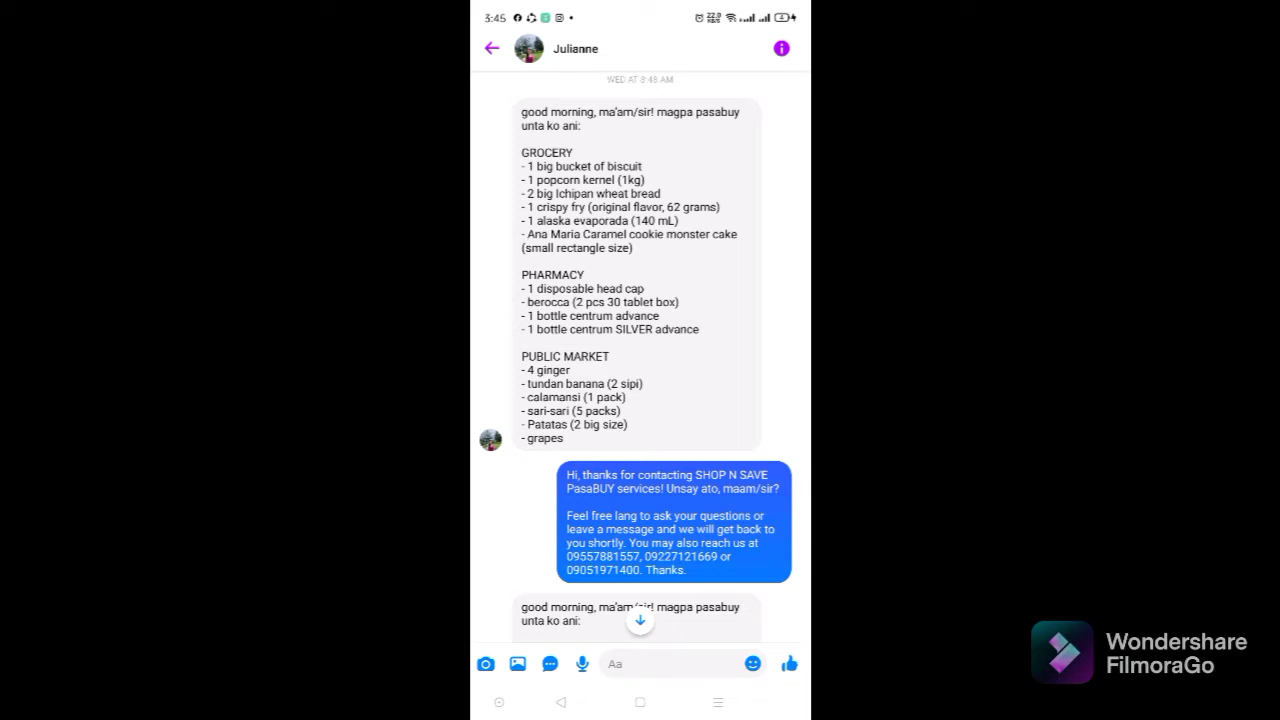 3:45
Julianne
WED AT 8:48 AM
good morning, ma'am/sir! magpa pasabuy
unta ko ani:
GROCERY
- 1 big bucket of biscuit
- 1 popcorn kernel (1kg)
- 2 big Ichipan wheat bread
- 1 crispy fry (original flavor, 62 grams)
- 1 alaska evaporada (140 mL)
- Ana Maria Caramel cookie monster cake
(small rectangle size)
PHARMACY
- 1 disposable head cap
- berocca (2 pcs 30 tablet box)
- 1 bottle centrum advance
- 1 bottle centrum SILVER advance
PUBLIC MARKET
- 4 ginger
- tundan banana (2 sipi)
- calamansi (1 pack)
- sari-sari (5 packs)
- Patatas (2 big size)
- grapes
Hi, thanks for contacting SHOP N SAVE
PasaBUY services! Unsay ato, maam/sir?
Feel free lang to ask your questions or
leave a message and we will get back to
you shortly. You may also reach us at
09557881557, 09227121669 or
09051971400. Thanks.
good morning, ma'am/sir! magpa pasabuy
unta ko ani:
Aa
Wondershare
FilmoraGo